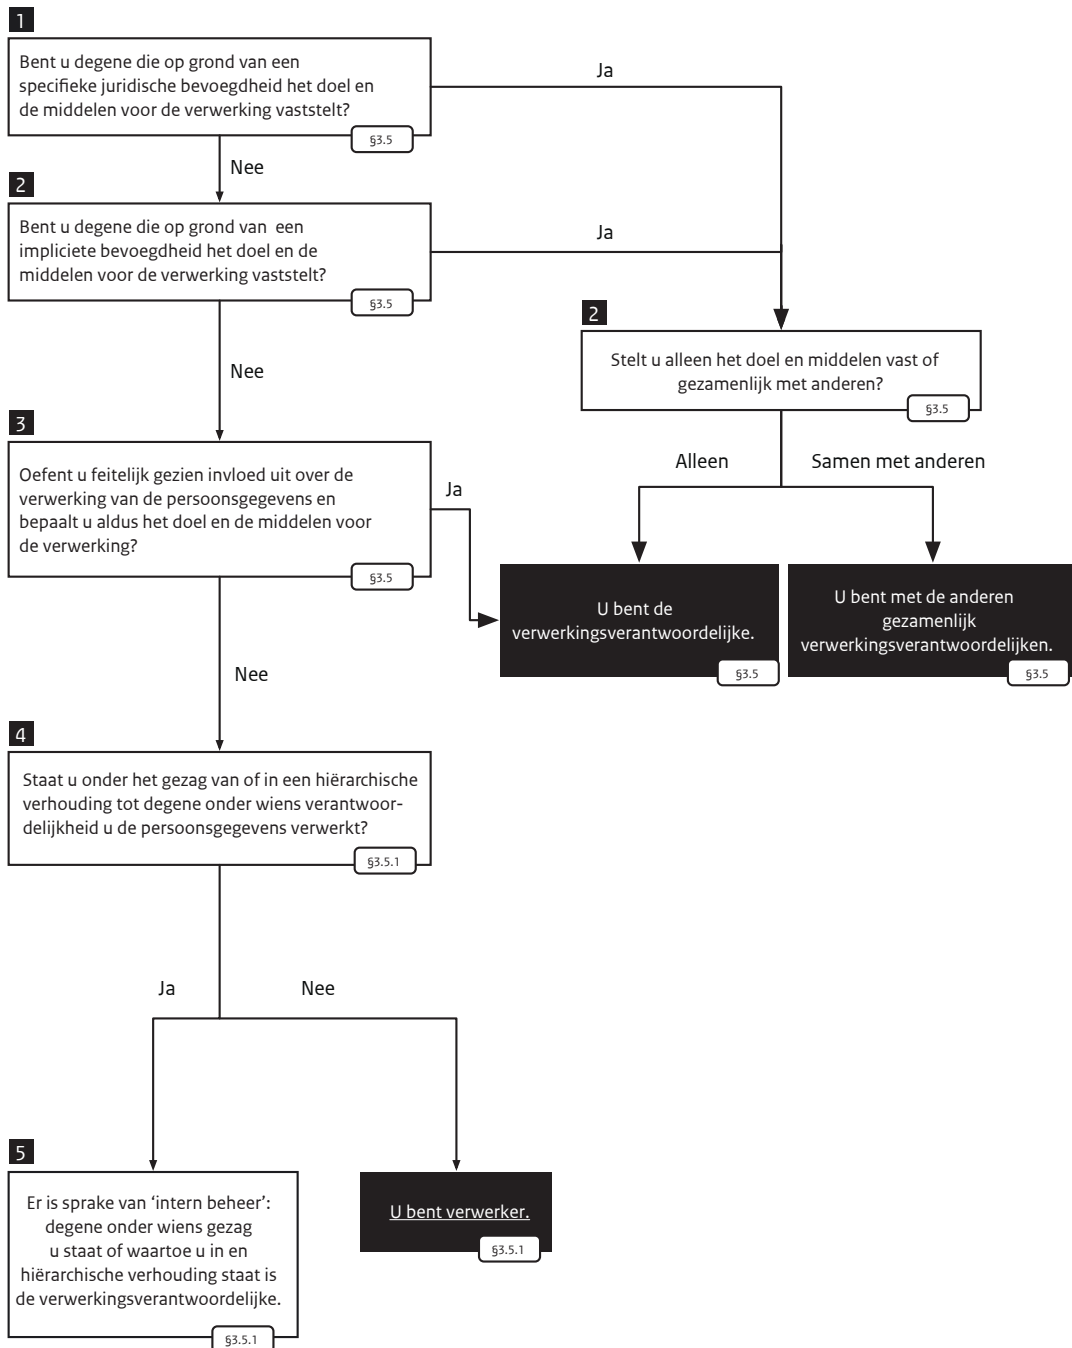 1
Bent u degene die op grond van een
specifieke juridische bevoegdheid het doel en
de middelen voor de verwerking vaststelt?
§3.5
Ja
Nee
2
Bent u degene die op grond van  een
impliciete bevoegdheid het doel en de
middelen voor de verwerking vaststelt?
§3.5
Ja
Nee
2
Stelt u alleen het doel en middelen vast of
gezamenlijk met anderen?
§3.5
Alleen
Samen met anderen
3
Oefent u feitelijk gezien invloed uit over de
verwerking van de persoonsgegevens en
bepaalt u aldus het doel en de middelen voor
de verwerking?
§3.5
Ja
Nee
U bent de
verwerkingsverantwoordelijke.
§3.5
U bent met de anderen
gezamenlijk
verwerkingsverantwoordelijken.
§3.5
4
Staat u onder het gezag van of in een hiërarchische
verhouding tot degene onder wiens verantwoor-
delijkheid u de persoonsgegevens verwerkt?
§3.5.1
Ja
Nee
5
Er is sprake van ‘intern beheer’:
degene onder wiens gezag
u staat of waartoe u in en
hiërarchische verhouding staat is
de verwerkingsverantwoordelijke.
§3.5.1
U bent verwerker.
§3.5.1